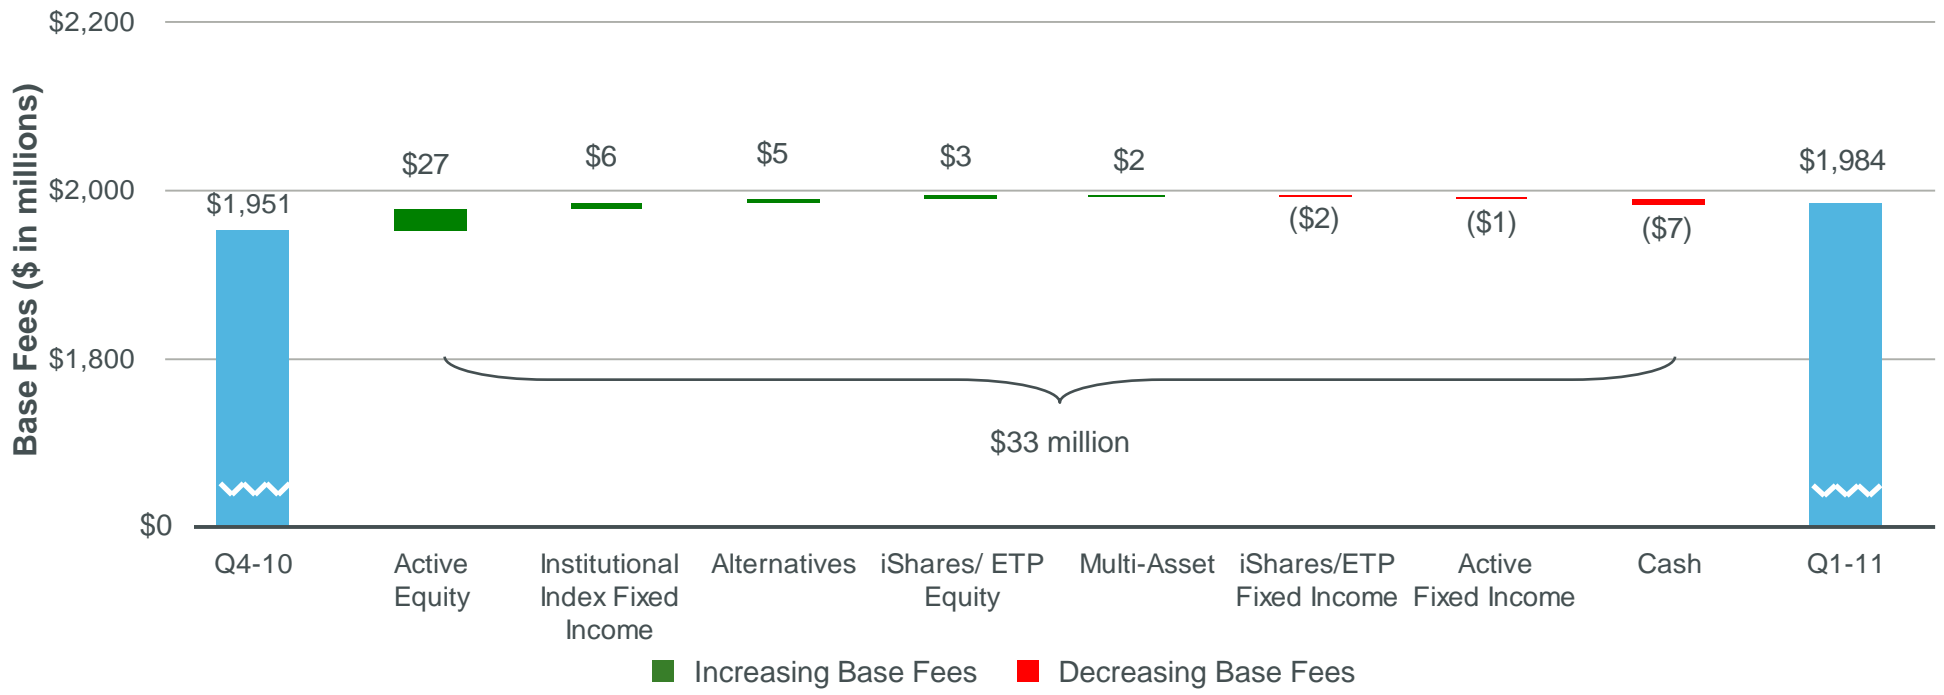 Base Fees ($ in millions)
$2,200
$2,000
$1,800
$0
$1,951
$27
$6
$5
$3
$2
($2)
($1)
($7)
$1,984
$33 million
Q4-10
Active
Equity
Institutional
Index Fixed
Income
Alternatives
iShares/ ETP
Equity
Multi-Asset
iShares/ETP
Fixed Income
Active
Fixed Income
Cash
Q1-11
Increasing Base Fees
Decreasing Base Fees